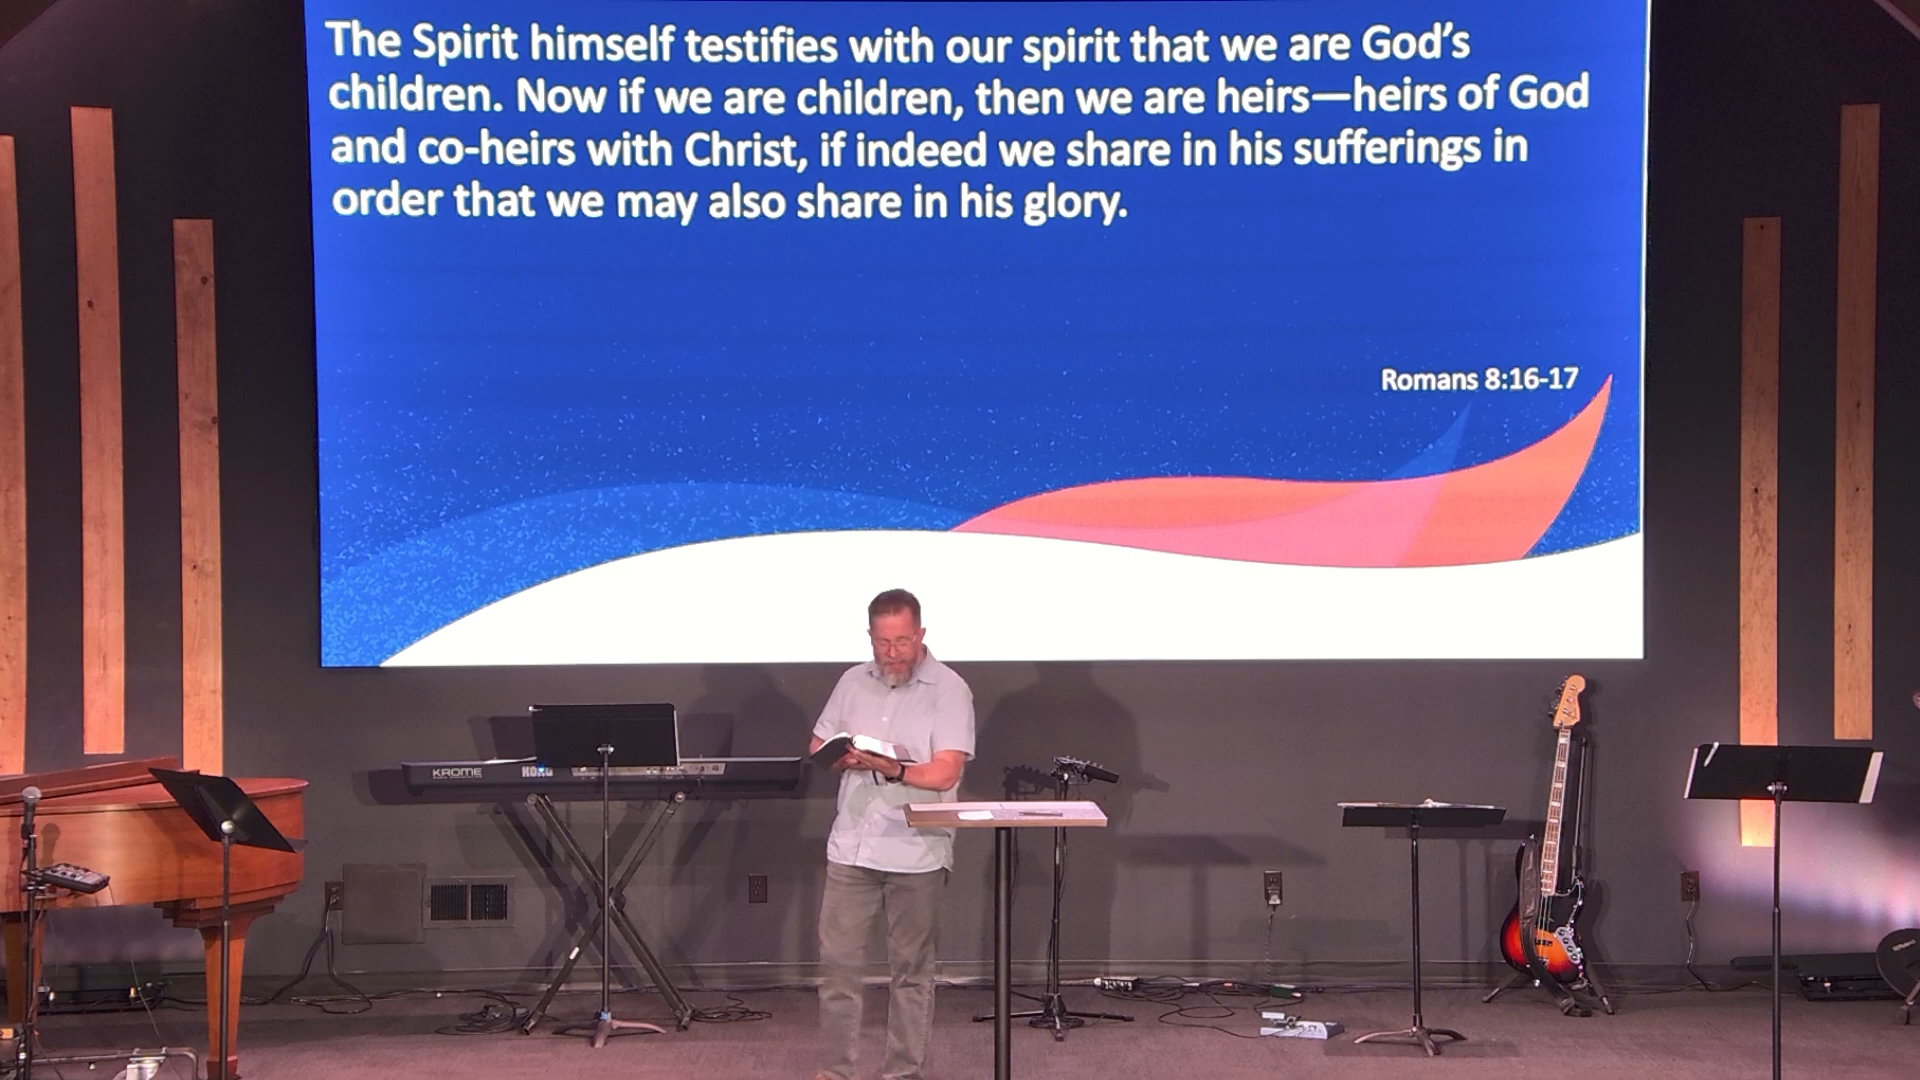 The Spirit himself testifies with our spirit that we are God’s
children. Now if we are children, then we are heirs—heirs of God
and co-heirs with Christ, if indeed we share in his sufferings in
order that we may also share in his glory.
Romans 8:16-17
KROME
KORG